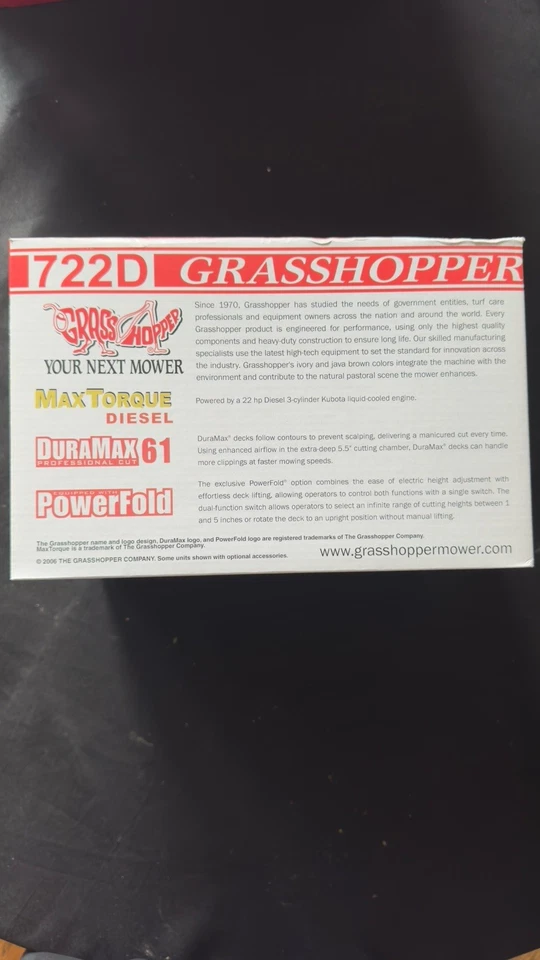 722D GRASSHOPPER
GRASSHOPPER
YOUR NEXT MOWER
Since 1970, Grasshopper has studied the needs of government entities, turf care
professionals and equipment owners across the nation and around the world. Every
Grasshopper product is engineered for performance, using only the highest quality
components and heavy-duty construction to ensure long life. Our skilled manufacturing
specialists use the latest high-tech equipment to set the standard for innovation across
the industry. Grasshopper's ivory and java brown colors integrate the machine with the
environment and contribute to the natural pastoral scene the mower enhances.
MAXTORQUE
DIESEL
Powered by a 22 hp Diesel 3-cylinder Kubota liquid-cooled engine.
DURAMAX 61
PROFESSIONAL CUT
DuraMax® decks follow contours to prevent scalping, delivering a manicured cut every time.
Using enhanced airflow in the extra deep 5.5" cutting chamber, DuraMax® decks can handle
more clippings at faster mowing speeds.
EQUIPPED WITH
PowerFold
The exclusive PowerFold® option combines the ease of electric height adjustment with
effortless deck lifting, allowing operators to control both functions with a single switch. The
dual-function switch allows operators to select an infinite range of cutting heights between 1
and 5 inches or rotate the deck to an upright position without manual lifting.
The Grasshopper name and logo design, DuraMax logo, and PowerFold logo are registered trademarks of The Grasshopper Company.
MaxTorque is a trademark of The Grasshopper Company.
© 2006 THE GRASSHOPPER COMPANY. Some units shown with optional accessories.
www.grasshoppermower.com